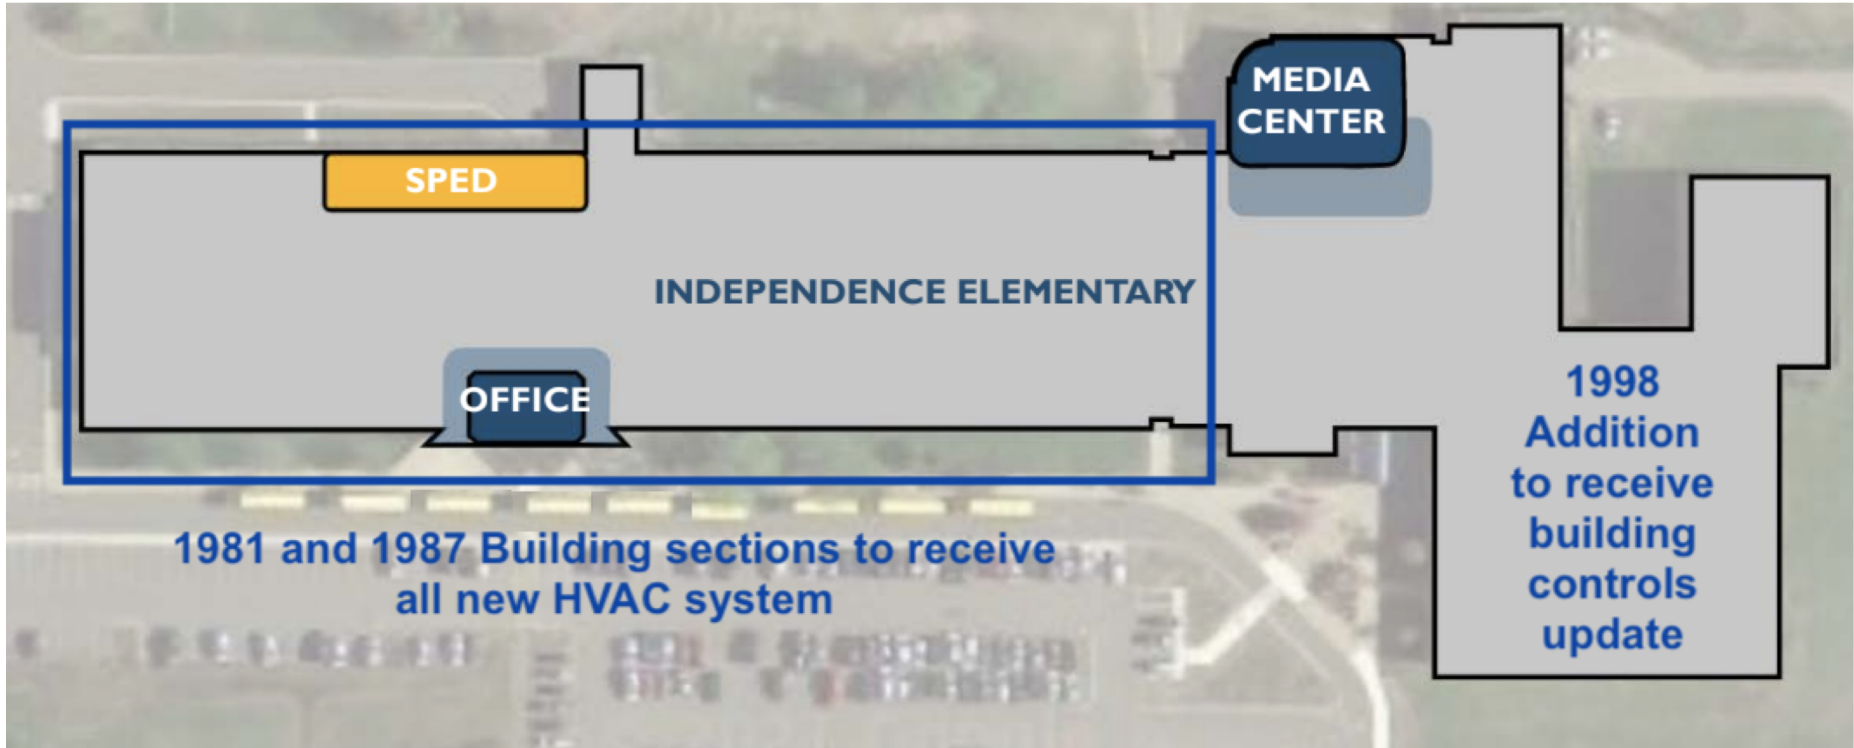 MEDIA
CENTER
SPED
INDEPENDENCE ELEMENTARY
OFFICE
1998
Addition
to receive
building
controls
update
1981 and 1987 Building sections to receive
all new HVAC system